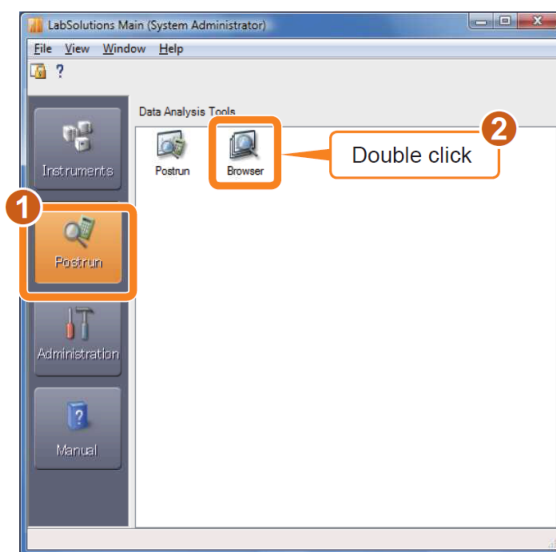 LabSolutions Main (System Administrator)
File View Window Help
?
Data Analysis Tools
2
Instruments
Postrun
Browser
Double click
1
Postrun
Administration
?
Manual